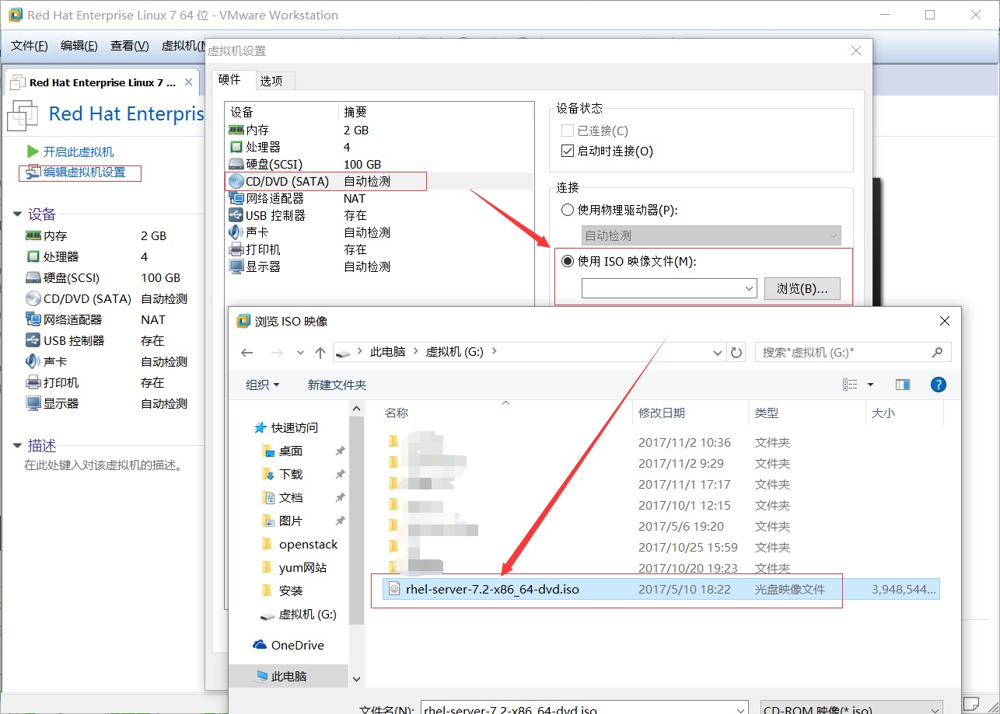 Red Hat Enterprise Linux 7 64 位 - VMware Workstation
文件(F) 编辑(E) 查看(V)
Red Hat Enterprise Linux 7 ...
Red Hat Enterpris
开启此虚拟机
编辑虚拟机设置
设备
内存 2 GB
处理器 4
硬盘(SCSI) 100 GB
CD/DVD (SATA) 自动检测
网络适配器 NAT
USB 控制器 存在
声卡 自动检测
打印机 存在
显示器 自动检测
描述
在此处键入对该虚拟机的描述。
虚拟机设置
硬件 选项
设备 摘要
内存 2 GB
处理器 4
硬盘(SCSI) 100 GB
CD/DVD (SATA) 自动检测
网络适配器 NAT
USB 控制器 存在
声卡 自动检测
打印机 存在
显示器 自动检测
设备状态
已连接(C)
启动时连接(O)
连接
使用物理驱动器(P):
自动检测
使用 ISO 映像文件(M):
浏览(B)...
浏览 ISO 映像
此电脑 虚拟机 (G:)
搜索"虚拟机 (G:)"
组织 新建文件夹
快速访问
桌面
下载
文档
图片
openstack
yum网站
安装
虚拟机 (G:)
OneDrive
此电脑
名称 修改日期 类型 大小
2017/11/2 10:36 文件夹
2017/11/2 9:29 文件夹
2017/11/1 17:17 文件夹
2017/10/1 12:15 文件夹
2017/5/6 19:20 文件夹
2017/10/25 15:59 文件夹
2017/10/20 19:23 文件夹
rhel-server-7.2-x86_64-dvd.iso 2017/5/10 18:22 光盘映像文件 3,948,544...
文件名(N): rhel-server-7.2-x86_64-dvd.iso CD-ROM 映像(*.iso)